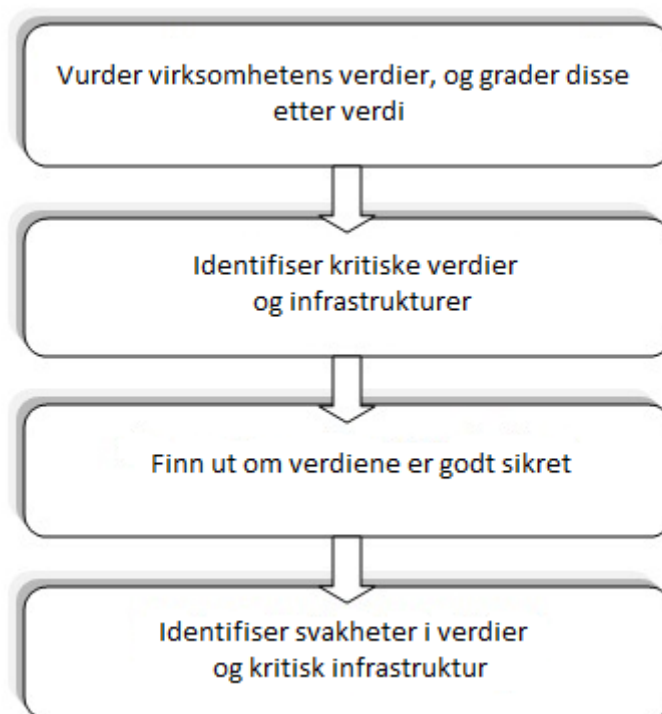 Vurder virksomhetens verdier, og grader disse
etter verdi
Identifiser kritiske verdier
og infrastrukturer
Finn ut om verdiene er godt sikret
Identifiser svakheter i verdier
og kritisk infrastruktur